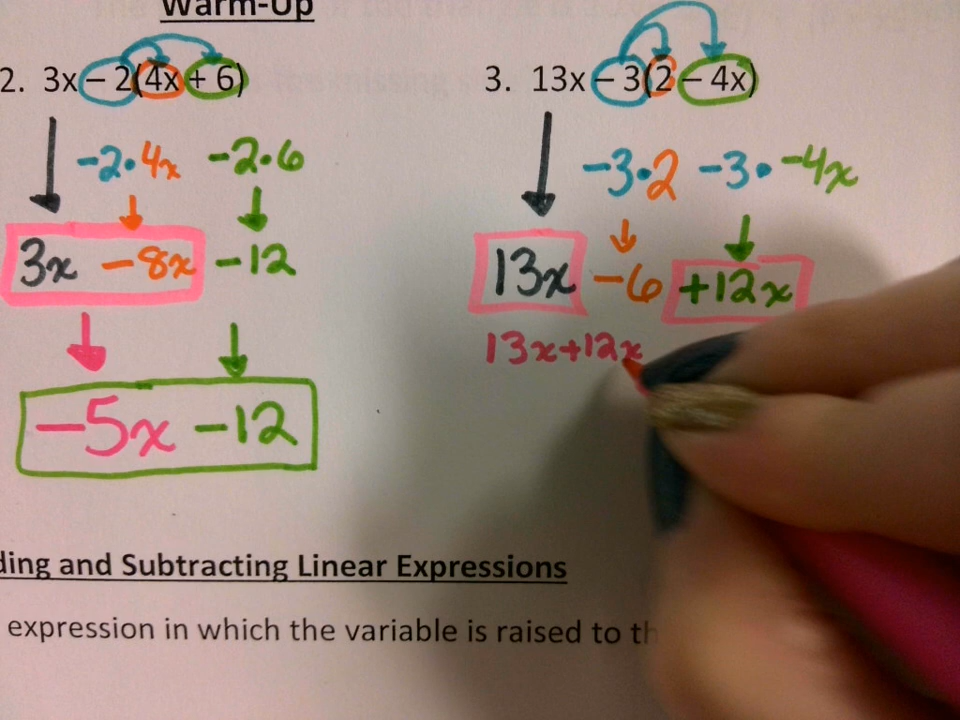 Warm-Up
2. 3x – 2(4x + 6)
-2•4x -2•6
3x -8x -12
-5x -12
3. 13x – 3(2 – 4x)
-3•2 -3•-4x
13x -6 +12x
13x+12x
ding and Subtracting Linear Expressions
expression in which the variable is raised to th